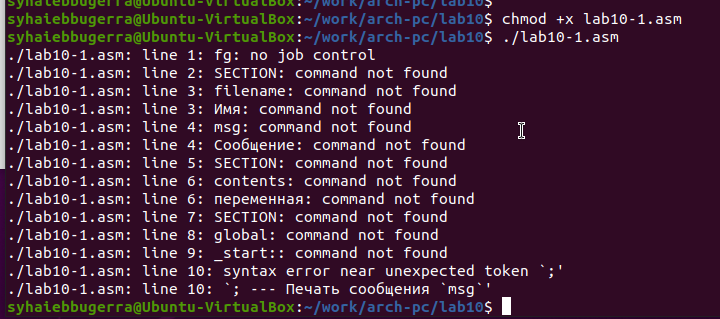 syhaiebbugerra@Ubuntu-VirtualBox:~/work/arch-pc/lab10$
syhaiebbugerra@Ubuntu-VirtualBox:~/work/arch-pc/lab10$ chmod +x lab10-1.asm
syhaiebbugerra@Ubuntu-VirtualBox:~/work/arch-pc/lab10$ ./lab10-1.asm
./lab10-1.asm: line 1: fg: no job control
./lab10-1.asm: line 2: SECTION: command not found
./lab10-1.asm: line 3: filename: command not found
./lab10-1.asm: line 3: Имя: command not found
./lab10-1.asm: line 4: msg: command not found
./lab10-1.asm: line 4: Сообщение: command not found
./lab10-1.asm: line 5: SECTION: command not found
./lab10-1.asm: line 6: contents: command not found
./lab10-1.asm: line 6: переменная: command not found
./lab10-1.asm: line 7: SECTION: command not found
./lab10-1.asm: line 8: global: command not found
./lab10-1.asm: line 9: _start:: command not found
./lab10-1.asm: line 10: syntax error near unexpected token `;'
./lab10-1.asm: line 10: `; --- Печать сообщения `msg`'
syhaiebbugerra@Ubuntu-VirtualBox:~/work/arch-pc/lab10$